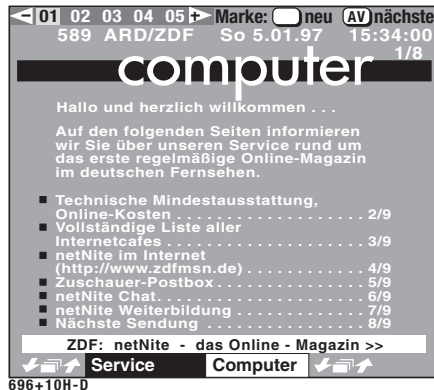 - 01 02 03 04 05 + Marke: neu AV nächste
589 ARD/ZDF So 5.01.97 15:34:00
1/8
computer
Hallo und herzlich willkommen . . .
Auf den folgenden Seiten informieren
wir Sie über unseren Service rund um
das erste regelmäßige Online-Magazin
im deutschen Fernsehen.
■ Technische Mindestausstattung,
Online-Kosten . . . . . . . . . . . . . . . . . . . 2/9
■ Vollständige Liste aller
Internetcafes . . . . . . . . . . . . . . . . . . . . 3/9
■ netNite im Internet
(http://www.zdfmsn.de) . . . . . . . . . . . . 4/9
■ Zuschauer-Postbox . . . . . . . . . . . . . . 5/9
■ netNite Chat. . . . . . . . . . . . . . . . . . . . 6/9
■ netNite Weiterbildung . . . . . . . . . . . . 7/9
■ Nächste Sendung . . . . . . . . . . . . . . . 8/9
ZDF: netNite - das Online - Magazin >>
Service Computer
696+10H-D